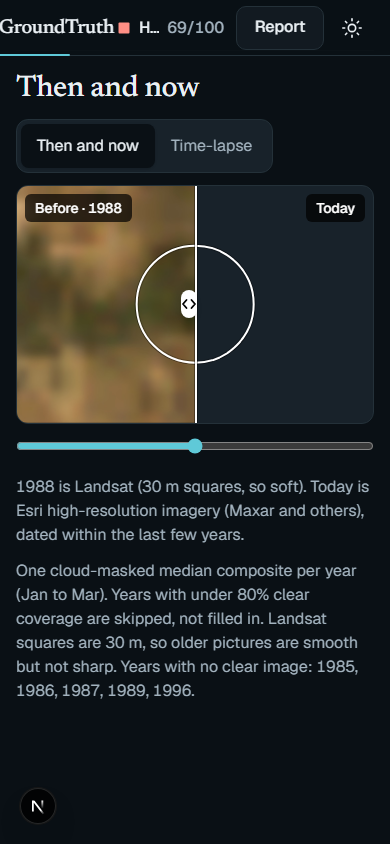 GroundTruth H... 69/100 Report
Then and now
Then and now Time-lapse
Before · 1988 Today
1988 is Landsat (30 m squares, so soft). Today is
Esri high-resolution imagery (Maxar and others),
dated within the last few years.
One cloud-masked median composite per year
(Jan to Mar). Years with under 80% clear
coverage are skipped, not filled in. Landsat
squares are 30 m, so older pictures are smooth
but not sharp. Years with no clear image: 1985,
1986, 1987, 1989, 1996.
N